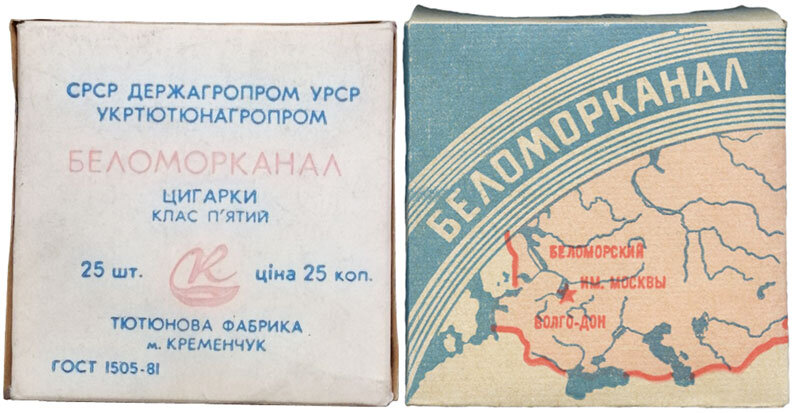 СРСР ДЕРЖАГРОПРОМ УРСР
УКРТЮТЮНАГРОПРОМ
БЕЛОМОРКАНАЛ
ЦИГАРКИ
КЛАС П'ЯТИЙ
25 шт. К ціна 25 коп.
ТЮТЮНОВА ФАБРИКА
м. КРЕМЕНЧУК
ГОСТ 1505-81
БЕЛОМОРКАНАЛ
БЕЛОМОРСКИЙ
ИМ. МОСКВЫ
ВОЛГО-ДОН